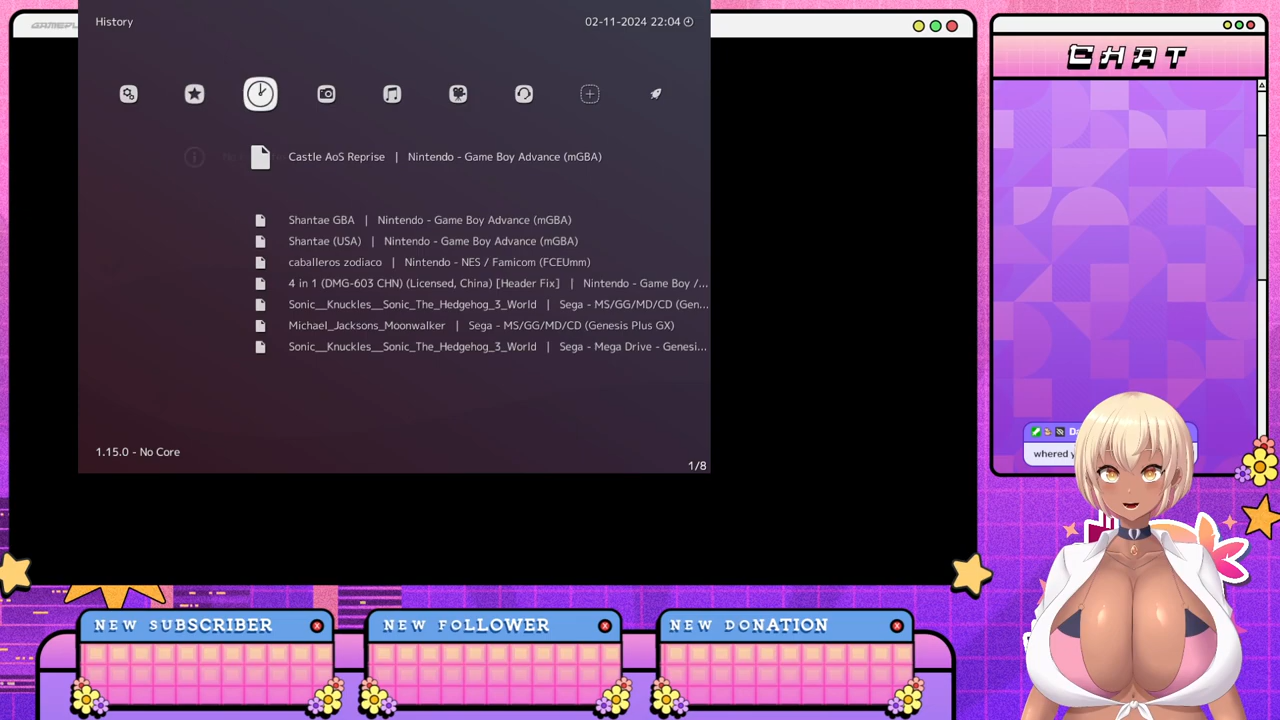 History
02-11-2024 22:04
Castle AoS Reprise | Nintendo - Game Boy Advance (mGBA)
Shantae GBA | Nintendo - Game Boy Advance (mGBA)
Shantae (USA) | Nintendo - Game Boy Advance (mGBA)
caballeros zodiaco | Nintendo - NES / Famicom (FCEUmm)
4 in 1 (DMG-603 CHN) (Licensed, China) [Header Fix] | Nintendo - Game Boy /...
Sonic__Knuckles__Sonic_The_Hedgehog_3_World | Sega - MS/GG/MD/CD (Gen...
Michael_Jacksons_Moonwalker | Sega - MS/GG/MD/CD (Genesis Plus GX)
Sonic__Knuckles__Sonic_The_Hedgehog_3_World | Sega - Mega Drive - Genesi...
1.15.0 - No Core
1/8
CHAT
whered
NEW SUBSCRIBER
NEW FOLLOWER
NEW DONATION